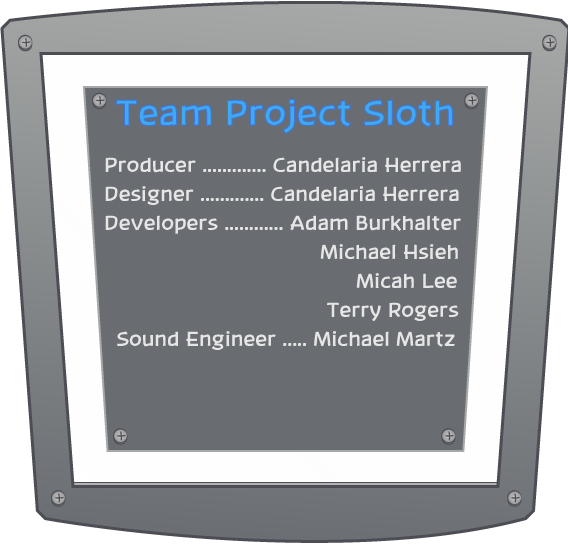 Team Project Sloth
Producer ............. Candelaria Herrera
Designer ............. Candelaria Herrera
Developers ............ Adam Burkhalter
Michael Hsieh
Micah Lee
Terry Rogers
Sound Engineer ..... Michael Martz